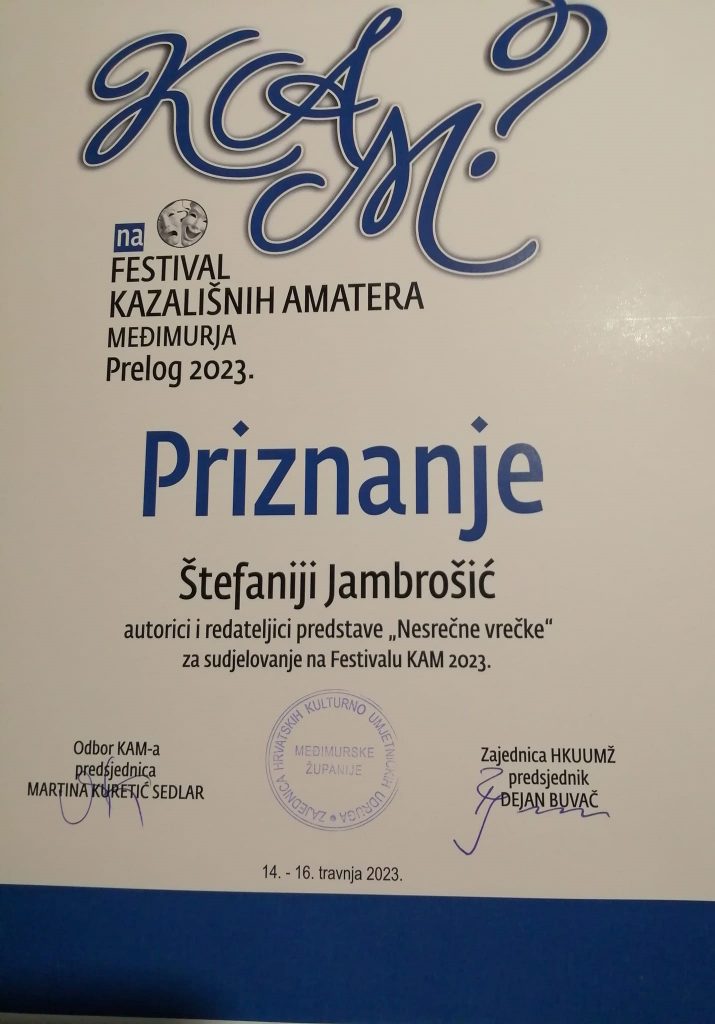 KAM?
na
FESTIVAL
KAZALIŠNIH AMATERA
MEĐIMURJA
Prelog 2023.
Priznanje
Štefaniji Jambrošić
autorici i redateljici predstave „Nesrečne vrečke“
za sudjelovanje na Festivalu KAM 2023.
Odbor KAM-a
predsjednica
MARTINA KURETIĆ SEDLAR
ZAJEDNICA HRVATSKIH KULTURNO UMJETNIČKIH UDRUGA
MEĐIMURSKE
ŽUPANIJE
Zajednica HKUUMŽ
predsjednik
DEJAN BUVAČ
14. - 16. travnja 2023.